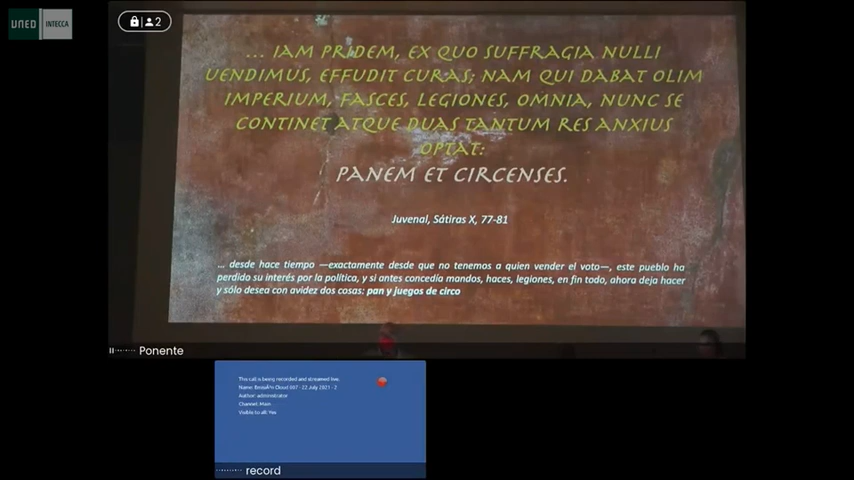 UNED INTECCA
2
... IAM PRIDEM, EX QUO SUFFRAGIA NULLI
UENDIMUS, EFFUDIT CURAS; NAM QUI DABAT OLIM
IMPERIUM, FASCES, LEGIONES, OMNIA, NUNC SE
CONTINET ATQUE DUAS TANTUM RES ANXIUS
OPTAT:
PANEM ET CIRCENSES.
Juvenal, Sátiras X, 77-81
... desde hace tiempo —exactamente desde que no tenemos a quien vender el voto—, este pueblo ha
perdido su interés por la política, y si antes concedía mandos, haces, legiones, en fin todo, ahora deja hacer
y sólo desea con avidez dos cosas: pan y juegos de circo
Ponente
This call is being recorded and streamed live.
Author: administrator
Channel: Main
Visible to all: Yes
record